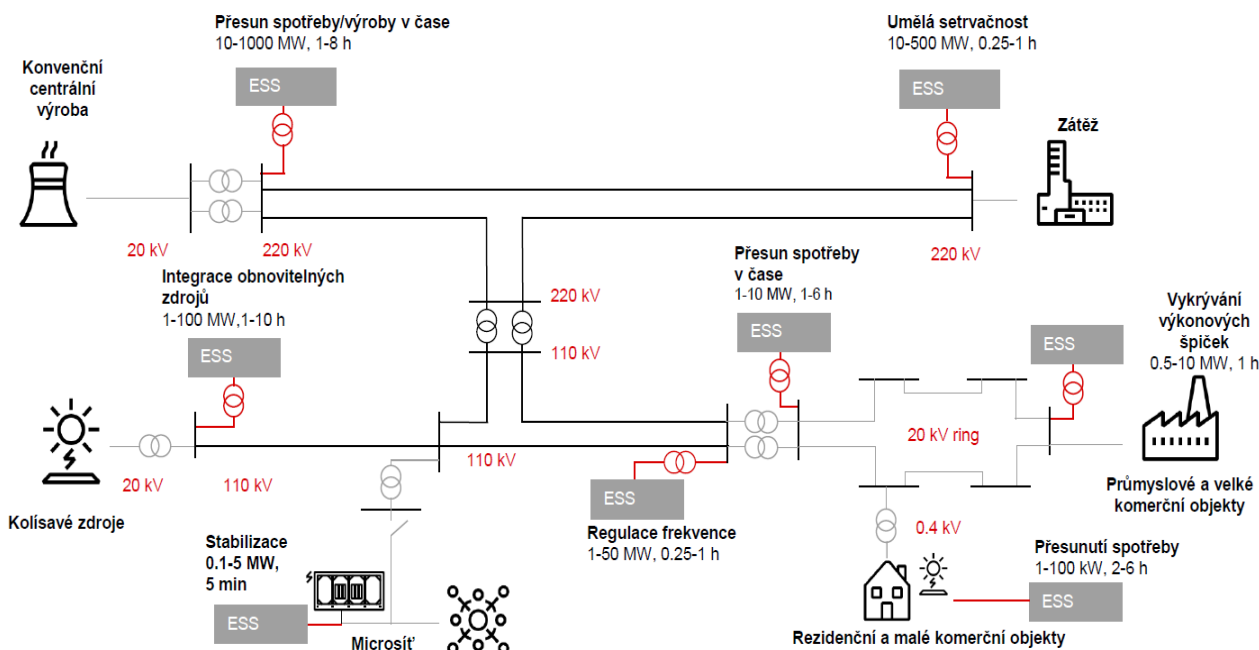 Přesun spotřeby/výroby v čase
10-1000 MW, 1-8 h
Umělá setrvačnost
10-500 MW, 0.25-1 h
Konvenční
centrální
výroba
ESS
ESS
Zátěž
20 kV
220 kV
220 kV
Integrace obnovitelných
zdrojů
1-100 MW,1-10 h
Přesun spotřeby
v čase
1-10 MW, 1-6 h
220 kV
110 kV
Vykrývání
výkonových
špiček
0.5-10 MW, 1 h
ESS
ESS
ESS
20 kV ring
20 kV
110 kV
110 kV
Kolísavé zdroje
ESS
Průmyslové a velké
komerční objekty
Regulace frekvence
1-50 MW, 0.25-1 h
0.4 kV
Stabilizace
0.1-5 MW,
5 min
Přesunutí spotřeby
1-100 kW, 2-6 h
ESS
ESS
Microsíť
Rezidenční a malé komerční objekty